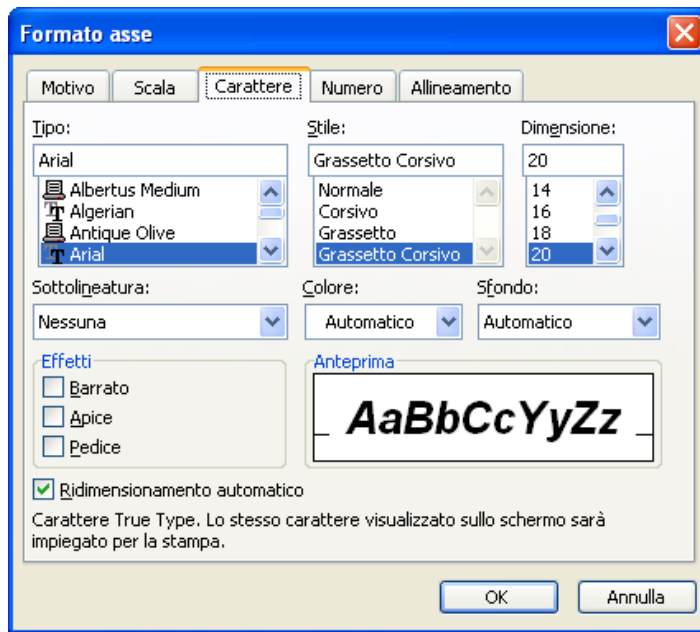 Formato asse
Motivo Scala Carattere Numero Allineamento
Tipo: Stile: Dimensione:
Arial Grassetto Corsivo 20
Albertus Medium Normale 14
Algerian Corsivo 16
Antique Olive Grassetto 18
Arial Grassetto Corsivo 20
Sottolineatura: Colore: Sfondo:
Nessuna Automatico Automatico
Effetti Anteprima
Barrato
Apice
Pedice
AaBbCcYyZz
Ridimensionamento automatico
Carattere True Type. Lo stesso carattere visualizzato sullo schermo sarà
impiegato per la stampa.
OK Annulla